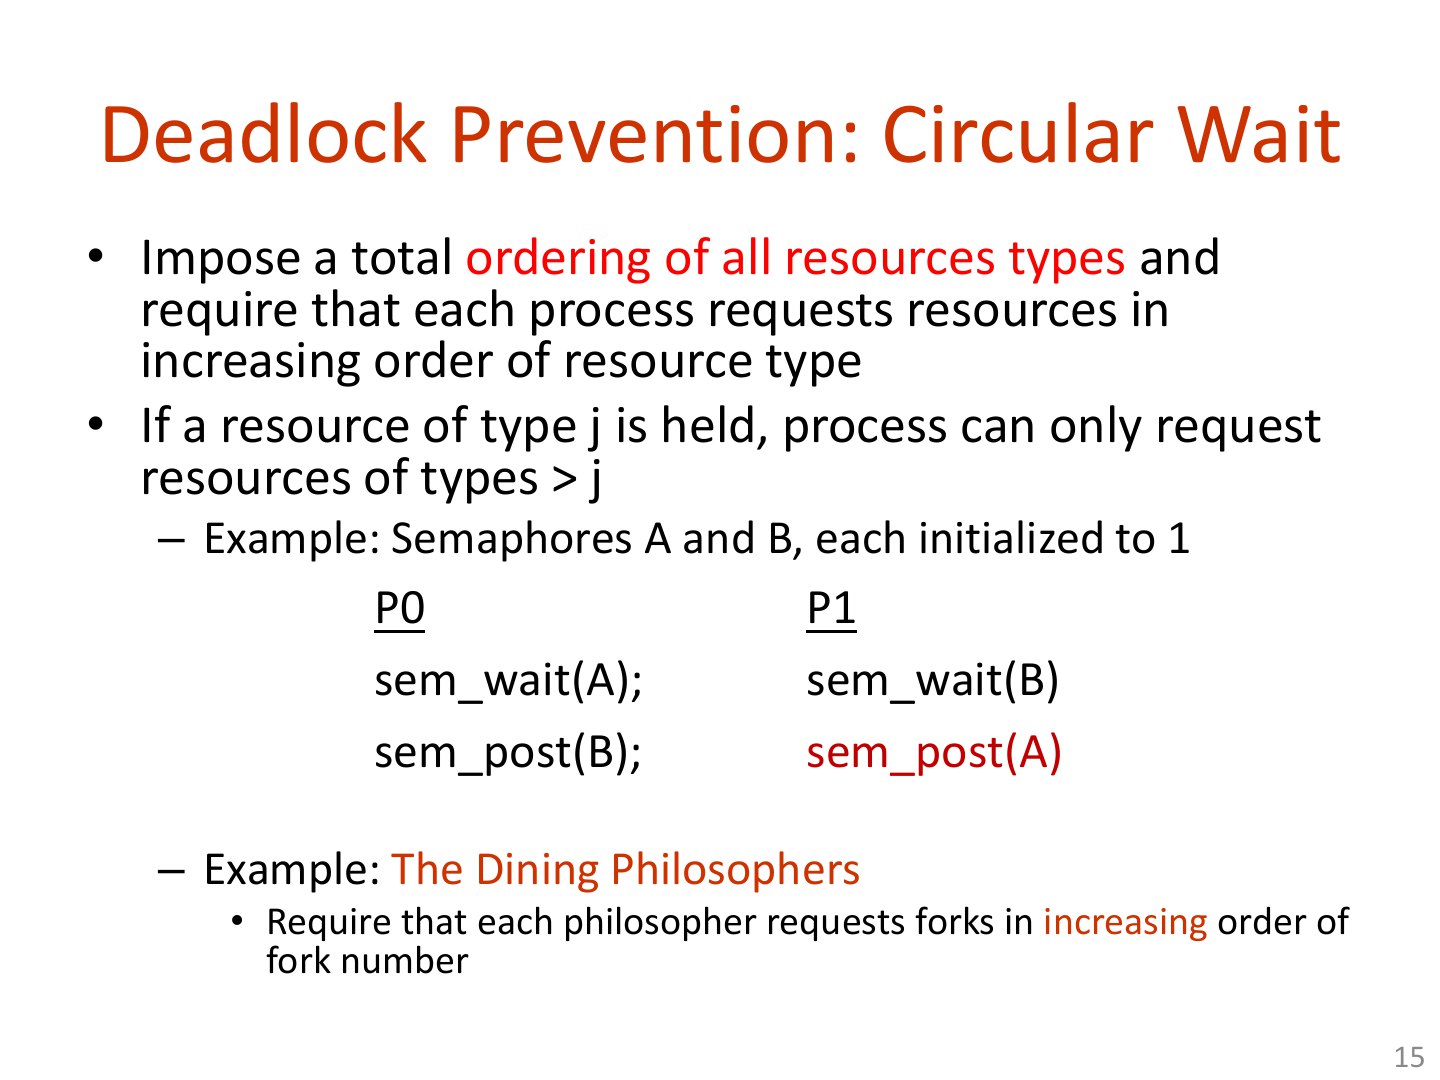 Deadlock Prevention: Circular Wait
• Impose a total ordering of all resources types and
require that each process requests resources in
increasing order of resource type
• If a resource of type j is held, process can only request
resources of types > j
– Example: Semaphores A and B, each initialized to 1
P0 P1
sem_wait(A); sem_wait(B)
sem_post(B); sem_post(A)
– Example: The Dining Philosophers
• Require that each philosopher requests forks in increasing order of
fork number
15